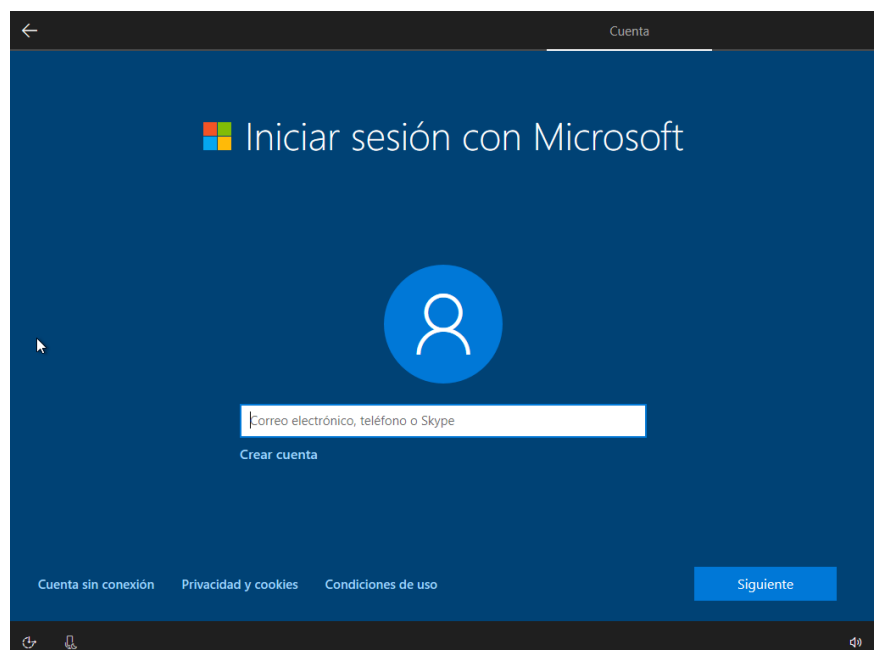 Cuenta
Iniciar sesión con Microsoft
Correo electrónico, teléfono o Skype
Crear cuenta
Cuenta sin conexión Privacidad y cookies Condiciones de uso Siguiente